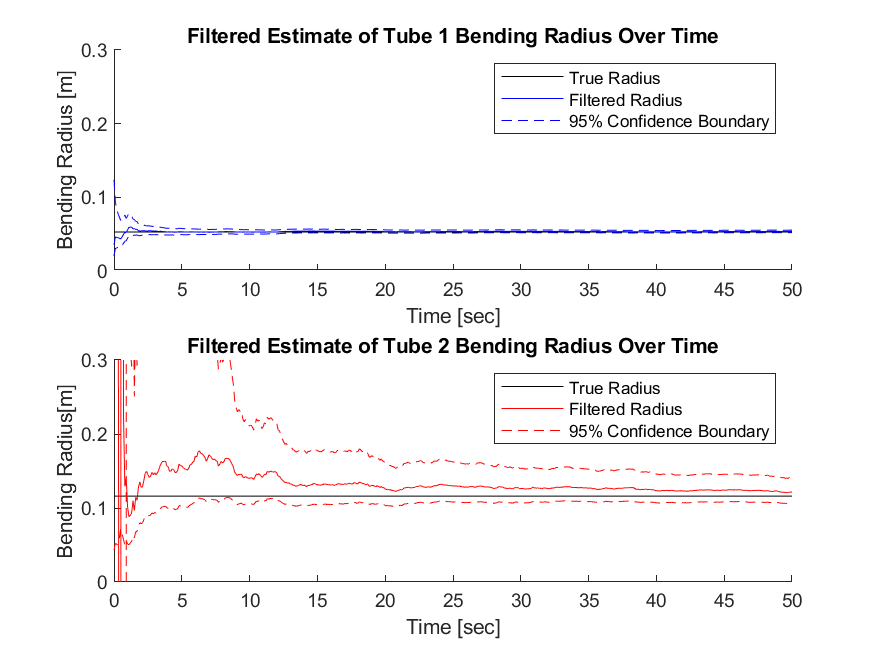 Filtered Estimate of Tube 1 Bending Radius Over Time
0.3
0.2
0.1
0
Bending Radius [m]
True Radius
Filtered Radius
95% Confidence Boundary
0 5 10 15 20 25 30 35 40 45 50
Time [sec]
Filtered Estimate of Tube 2 Bending Radius Over Time
0.3
0.2
0.1
0
Bending Radius[m]
True Radius
Filtered Radius
95% Confidence Boundary
0 5 10 15 20 25 30 35 40 45 50
Time [sec]